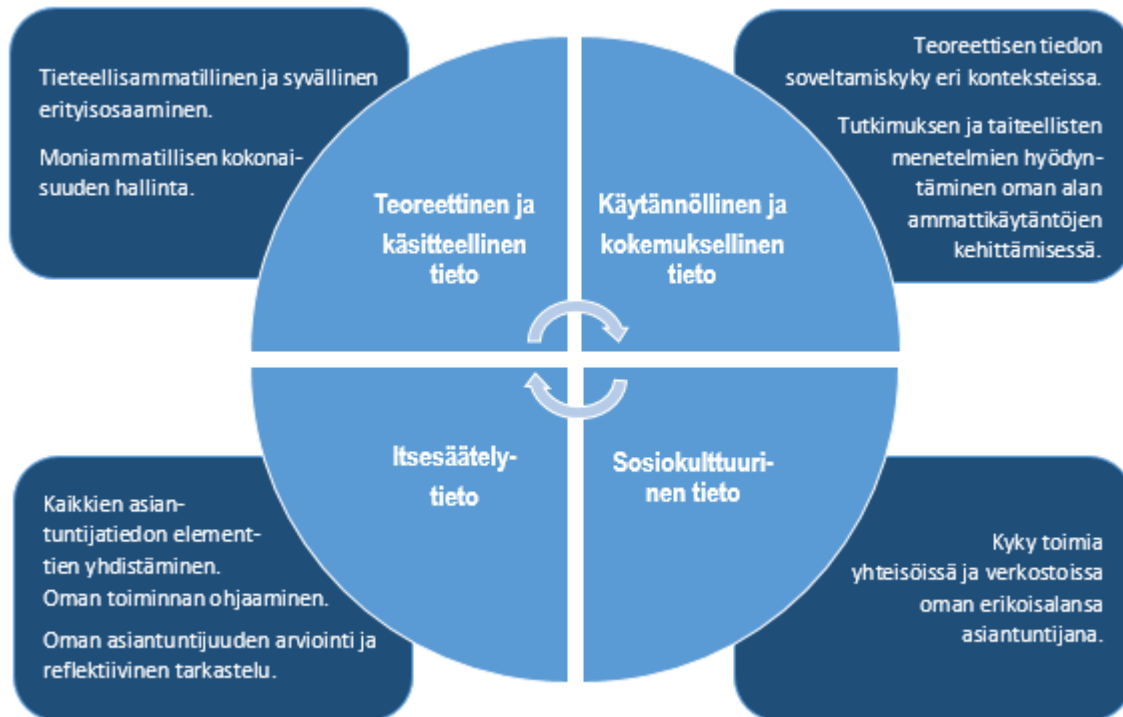 Tieteellisammatillinen ja syvällinen
erityisosaaminen.
Moniammatillisen kokonai-
suuden hallinta.
Teoreettinen ja
käsitteellinen
tieto
Käytännöllinen ja
kokemuksellinen
tieto
Teoreettisen tiedon
soveltamiskyky eri konteksteissa.
Tutkimuksen ja taiteellisten
menetelmien hyödyn-
täminen oman alan
ammattikäytäntöjen
kehittämisessä.
Kaikkien asian-
tuntijatiedon element-
tien yhdistäminen.
Oman toiminnan ohjaaminen.
Oman asiantuntijuuden arviointi ja
reflektiivinen tarkastelu.
Itsesäätely-
tieto
Sosiokulttuuri-
nen tieto
Kyky toimia
yhteisöissä ja verkostoissa
oman erikoisalansa
asiantuntijana.